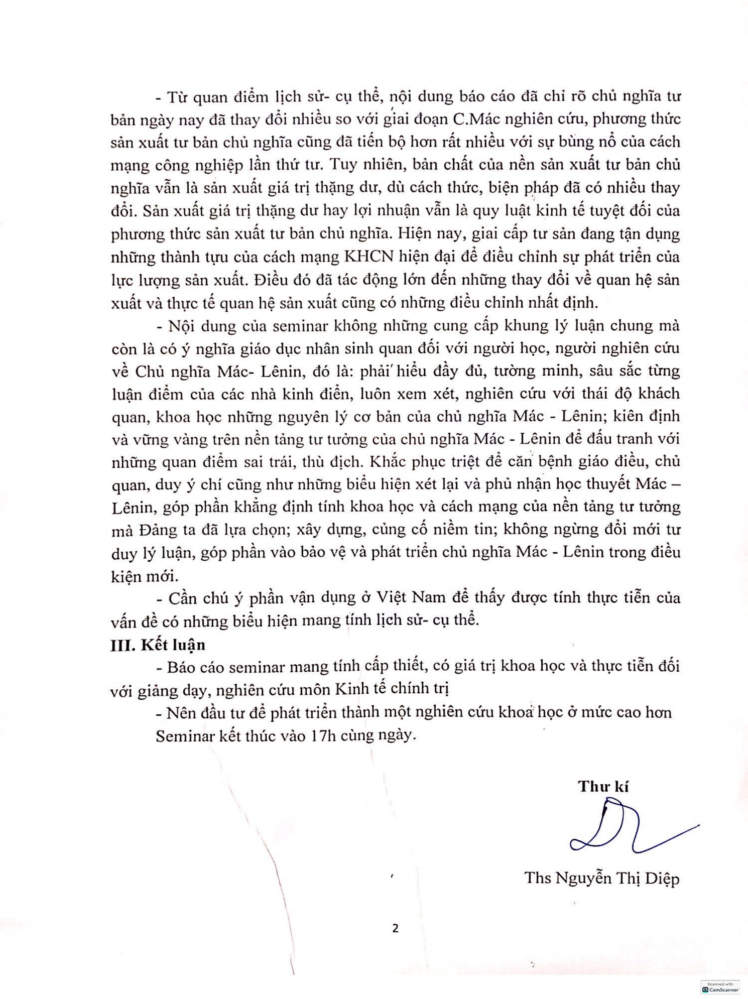 - Từ quan điểm lịch sử- cụ thể, nội dung báo cáo đã chỉ rõ chủ nghĩa tư
bản ngày nay đã thay đổi nhiều so với giai đoạn C.Mác nghiên cứu, phương thức
sản xuất tư bản chủ nghĩa cũng đã tiến bộ hơn rất nhiều với sự bùng nổ của cách
mạng công nghiệp lần thứ tư. Tuy nhiên, bản chất của nền sản xuất tư bản chủ
nghĩa vẫn là sản xuất giá trị thặng dư, dù cách thức, biện pháp đã có nhiều thay
đổi. Sản xuất giá trị thặng dư hay lợi nhuận vẫn là quy luật kinh tế tuyệt đối của
phương thức sản xuất tư bản chủ nghĩa. Hiện nay, giai cấp tư sản đang tận dụng
những thành tựu của cách mạng KHCN hiện đại để điều chỉnh sự phát triển của
lực lượng sản xuất. Điều đó đã tác động lớn đến những thay đổi về quan hệ sản
xuất và thực tế quan hệ sản xuất cũng có những điều chỉnh nhất định.
- Nội dung của seminar không những cung cấp khung lý luận chung mà
còn là có ý nghĩa giáo dục nhân sinh quan đối với người học, người nghiên cứu
về Chủ nghĩa Mác- Lênin, đó là: phải hiểu đầy đủ, tường minh, sâu sắc từng
luận điểm của các nhà kinh điển, luôn xem xét, nghiên cứu với thái độ khách
quan, khoa học những nguyên lý cơ bản của chủ nghĩa Mác - Lênin; kiên định
và vững vàng trên nền tảng tư tưởng của chủ nghĩa Mác - Lênin để đấu tranh với
những quan điểm sai trái, thù địch. Khắc phục triệt để căn bệnh giáo điều, chủ
quan, duy ý chí cũng như những biểu hiện xét lại và phủ nhận học thuyết Mác –
Lênin, góp phần khẳng định tính khoa học và cách mạng của nền tảng tư tưởng
mà Đảng ta đã lựa chọn; xây dựng, củng cố niềm tin; không ngừng đổi mới tư
duy lý luận, góp phần vào bảo vệ và phát triển chủ nghĩa Mác - Lênin trong điều
kiện mới.
- Cần chú ý phần vận dụng ở Việt Nam để thấy được tính thực tiễn của
vấn đề có những biểu hiện mang tính lịch sử- cụ thể.
III. Kết luận
- Báo cáo seminar mang tính cấp thiết, có giá trị khoa học và thực tiễn đối
với giảng dạy, nghiên cứu môn Kinh tế chính trị
- Nên đầu tư để phát triển thành một nghiên cứu khoa học ở mức cao hơn
Seminar kết thúc vào 17h cùng ngày.
Thư kí
Ths Nguyễn Thị Diệp
2
Scanned with
CS CamScanner